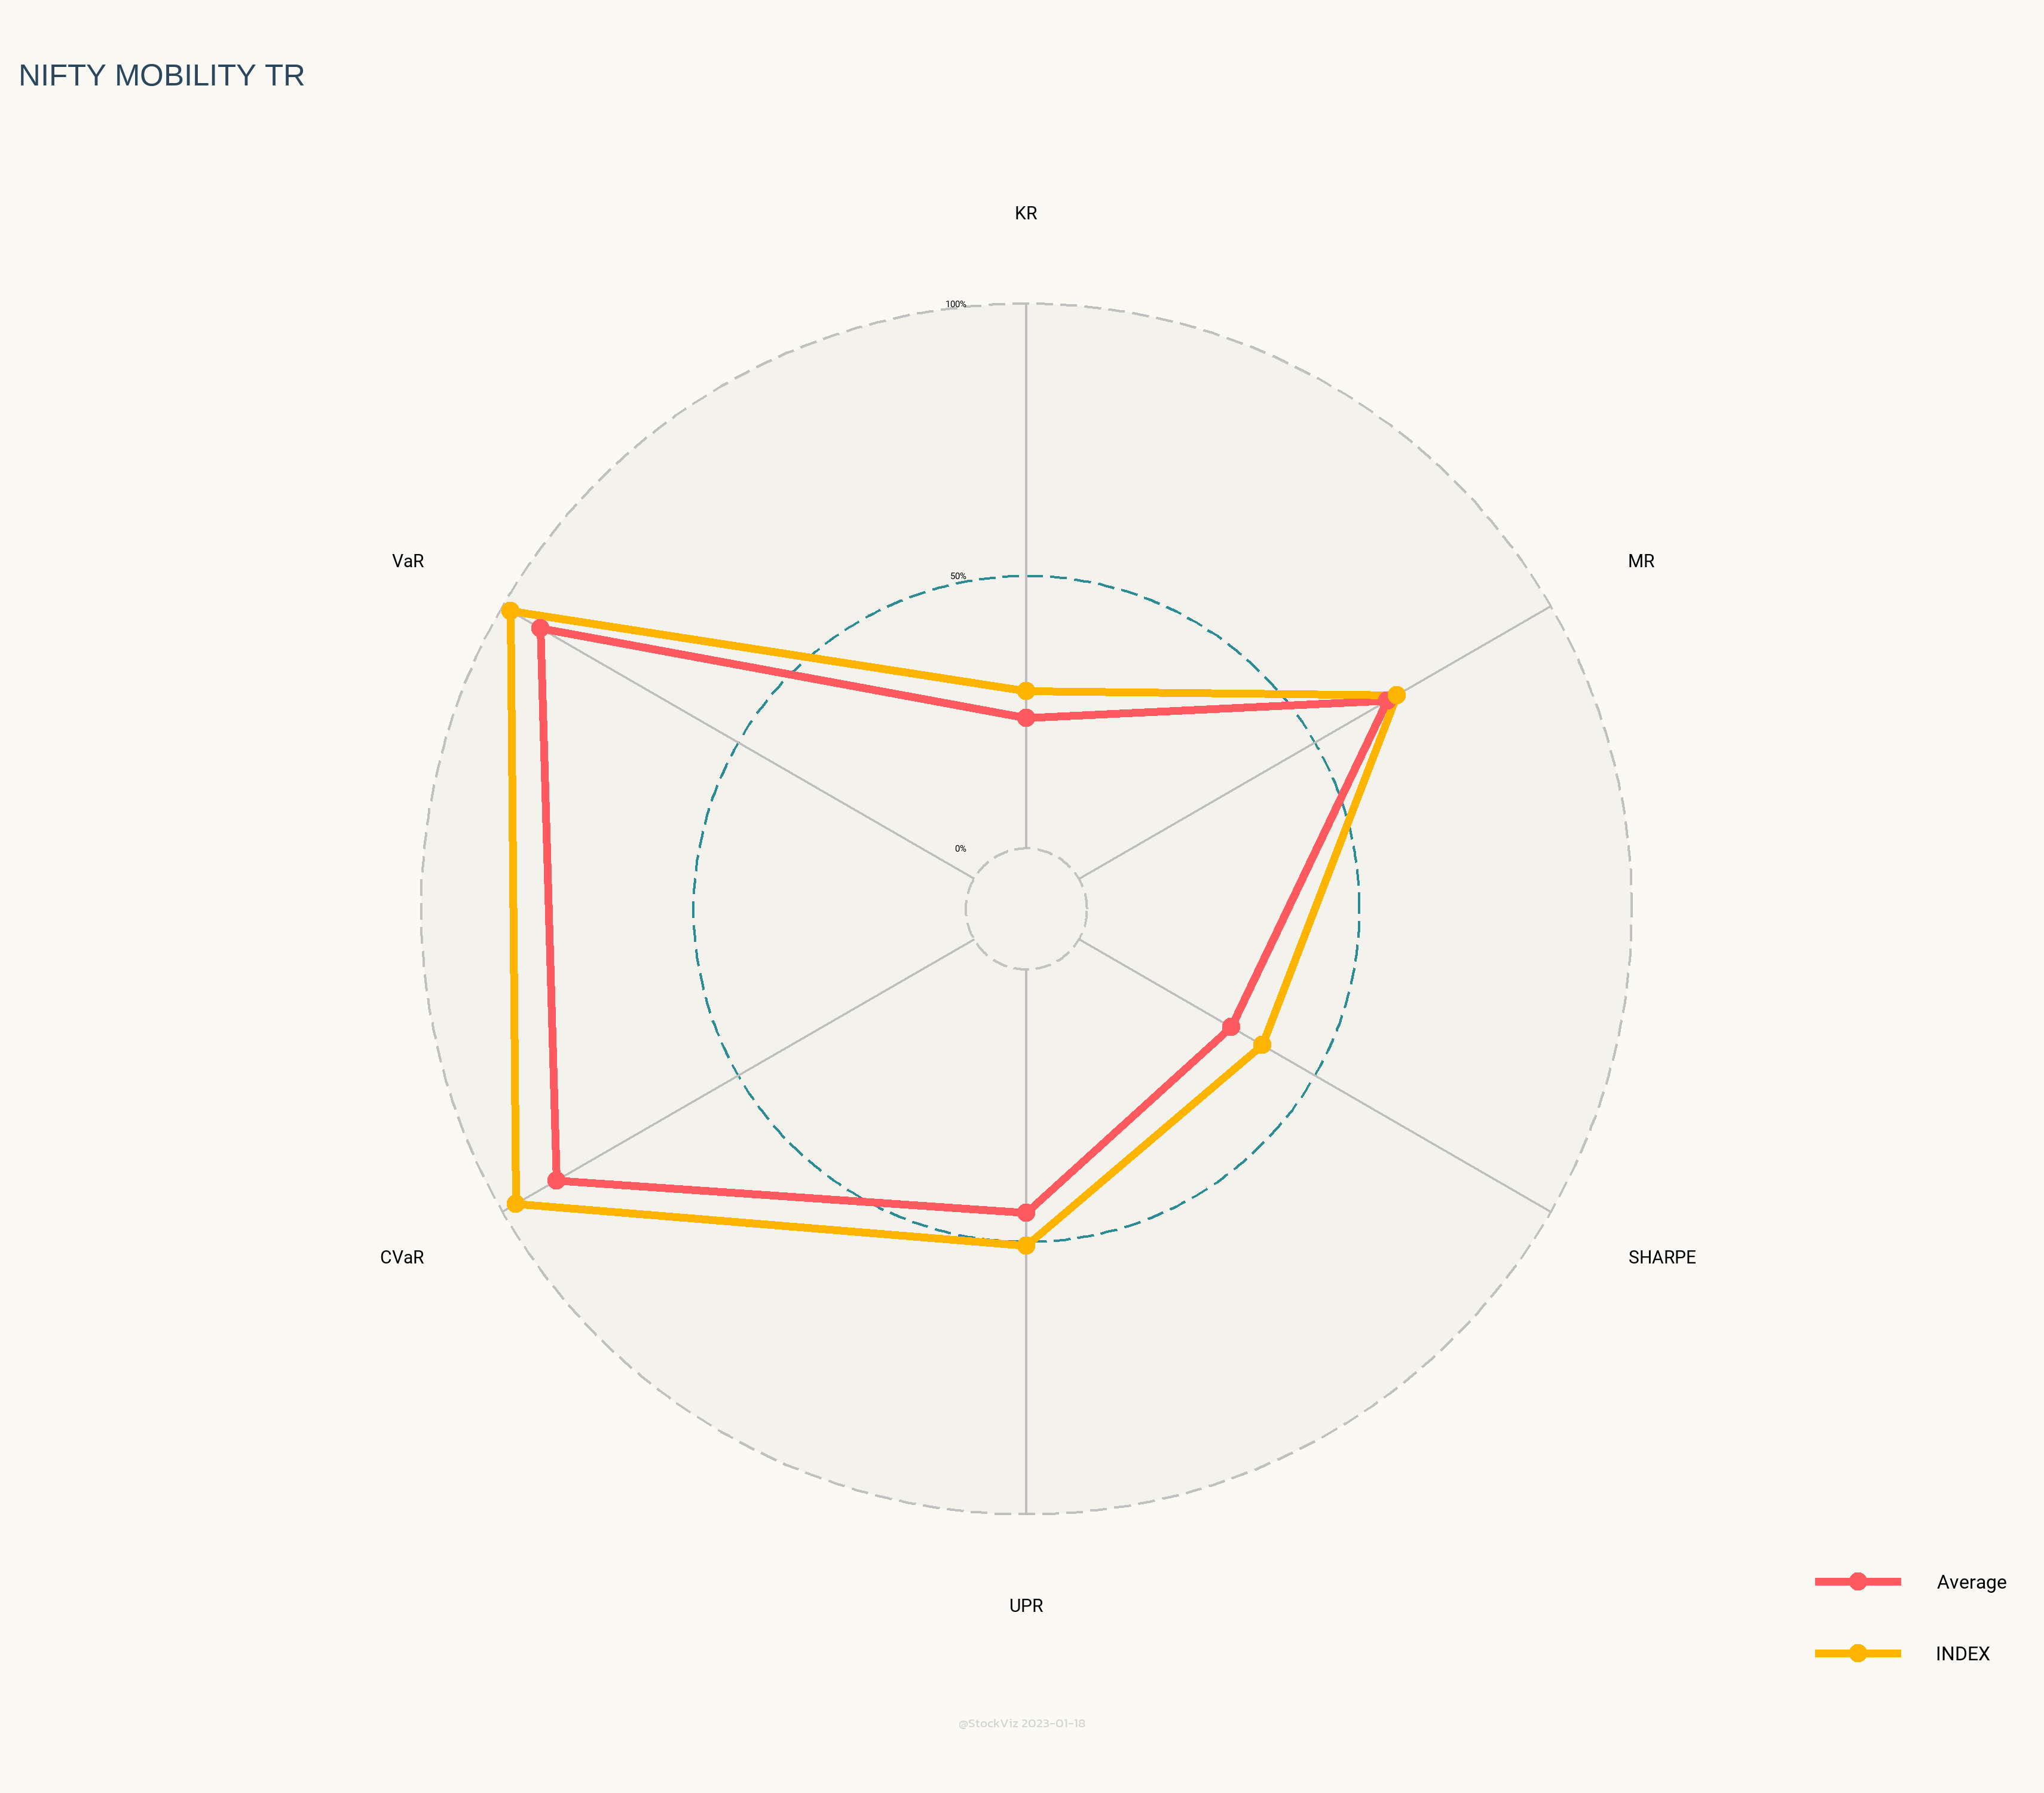 NIFTY MOBILITY TR
KR
100%
VaR
MR
50%
0%
CVaR
SHARPE
UPR
Average
INDEX
@StockViz 2023-01-18